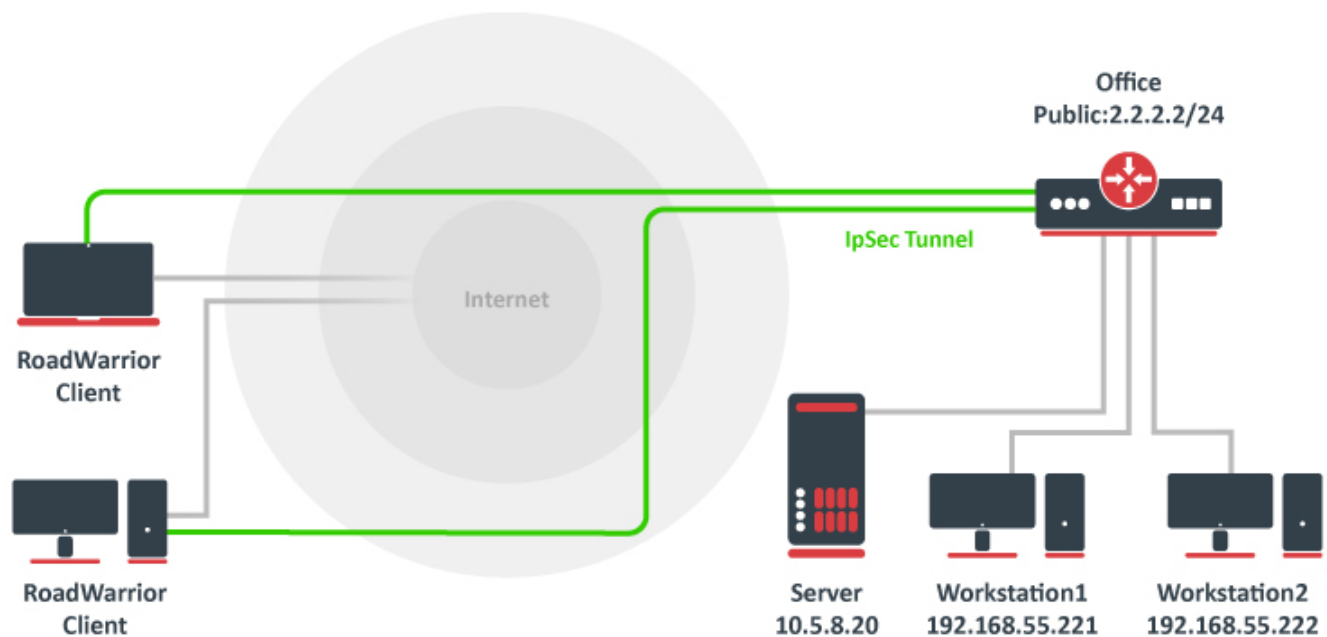 Office
Public:2.2.2.2/24
IpSec Tunnel
Internet
RoadWarrior
Client
RoadWarrior
Client
Server
10.5.8.20
Workstation1
192.168.55.221
Workstation2
192.168.55.222